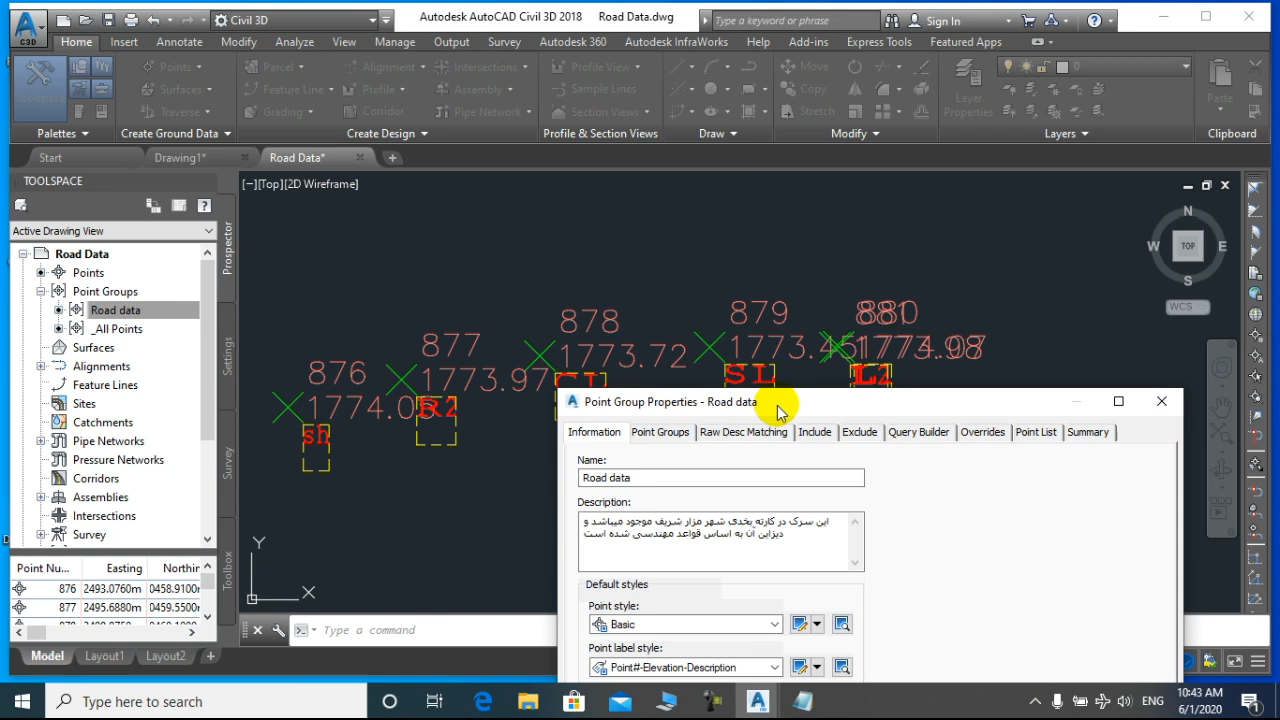 Civil 3D
Autodesk AutoCAD Civil 3D 2018 Road Data.dwg
Type a keyword or phrase
Sign In
C3D
Home Insert Annotate Modify Analyze View Manage Output Survey Autodesk 360 Autodesk InfraWorks Help Add-ins Express Tools Featured Apps
Toolspace
Points Parcel Alignment Intersections Profile View Move Layer Properties 0 Paste
Surfaces Feature Line Profile Assembly Sample Lines Copy
Traverse Grading Corridor Pipe Network Section Views Stretch
Palettes Create Ground Data Create Design Profile & Section Views Draw Modify Layers Clipboard
Start Drawing1* Road Data*
TOOLSPACE
Active Drawing View
Road Data
Points
Point Groups
Road data
_All Points
Surfaces
Alignments
Feature Lines
Sites
Catchments
Pipe Networks
Pressure Networks
Corridors
Assemblies
Intersections
Survey
Point Num... Easting Northin
876 2493.0760m 0458.9100m
877 2495.6880m 0459.5500m
Prospector
Settings
Survey
Toolbox
[−][Top][2D Wireframe]
N
W TOP E
S
WCS
876
sh
877
1773.97
R2
878
1773.72
879
SL
L2
Y
X
Point Group Properties - Road data
Information Point Groups Raw Desc Matching Include Exclude Query Builder Overrides Point List Summary
Name:
Road data
Description:
این سرک در کارته بخدی شهر مزار شریف موجود میباشد و
دیزاین آن به اساس قواعد مهندسی شده است
Default styles
Point style:
Basic
Point label style:
Point#-Elevation-Description
Type a command
Model Layout1 Layout2
Type here to search
ENG
10:43 AM
6/1/2020
1